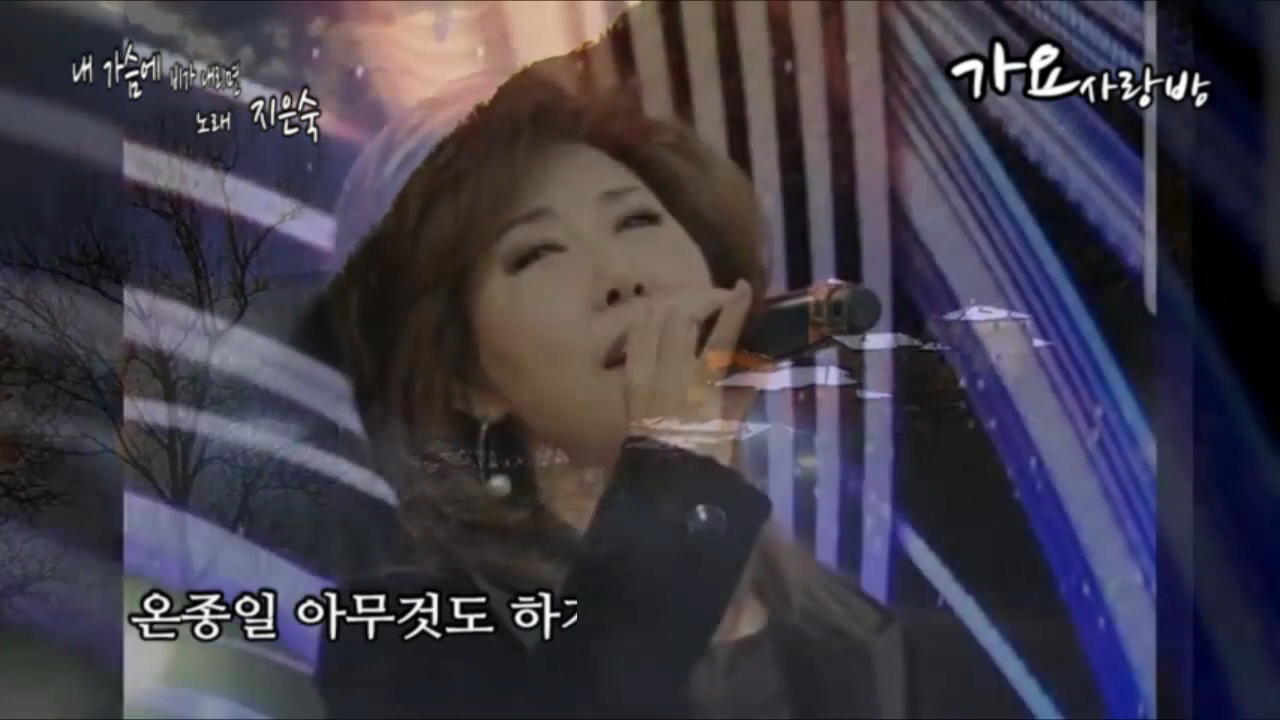 내 가슴에 비가 내리면
노래 지은숙
가요사랑방
온종일 아무것도 하